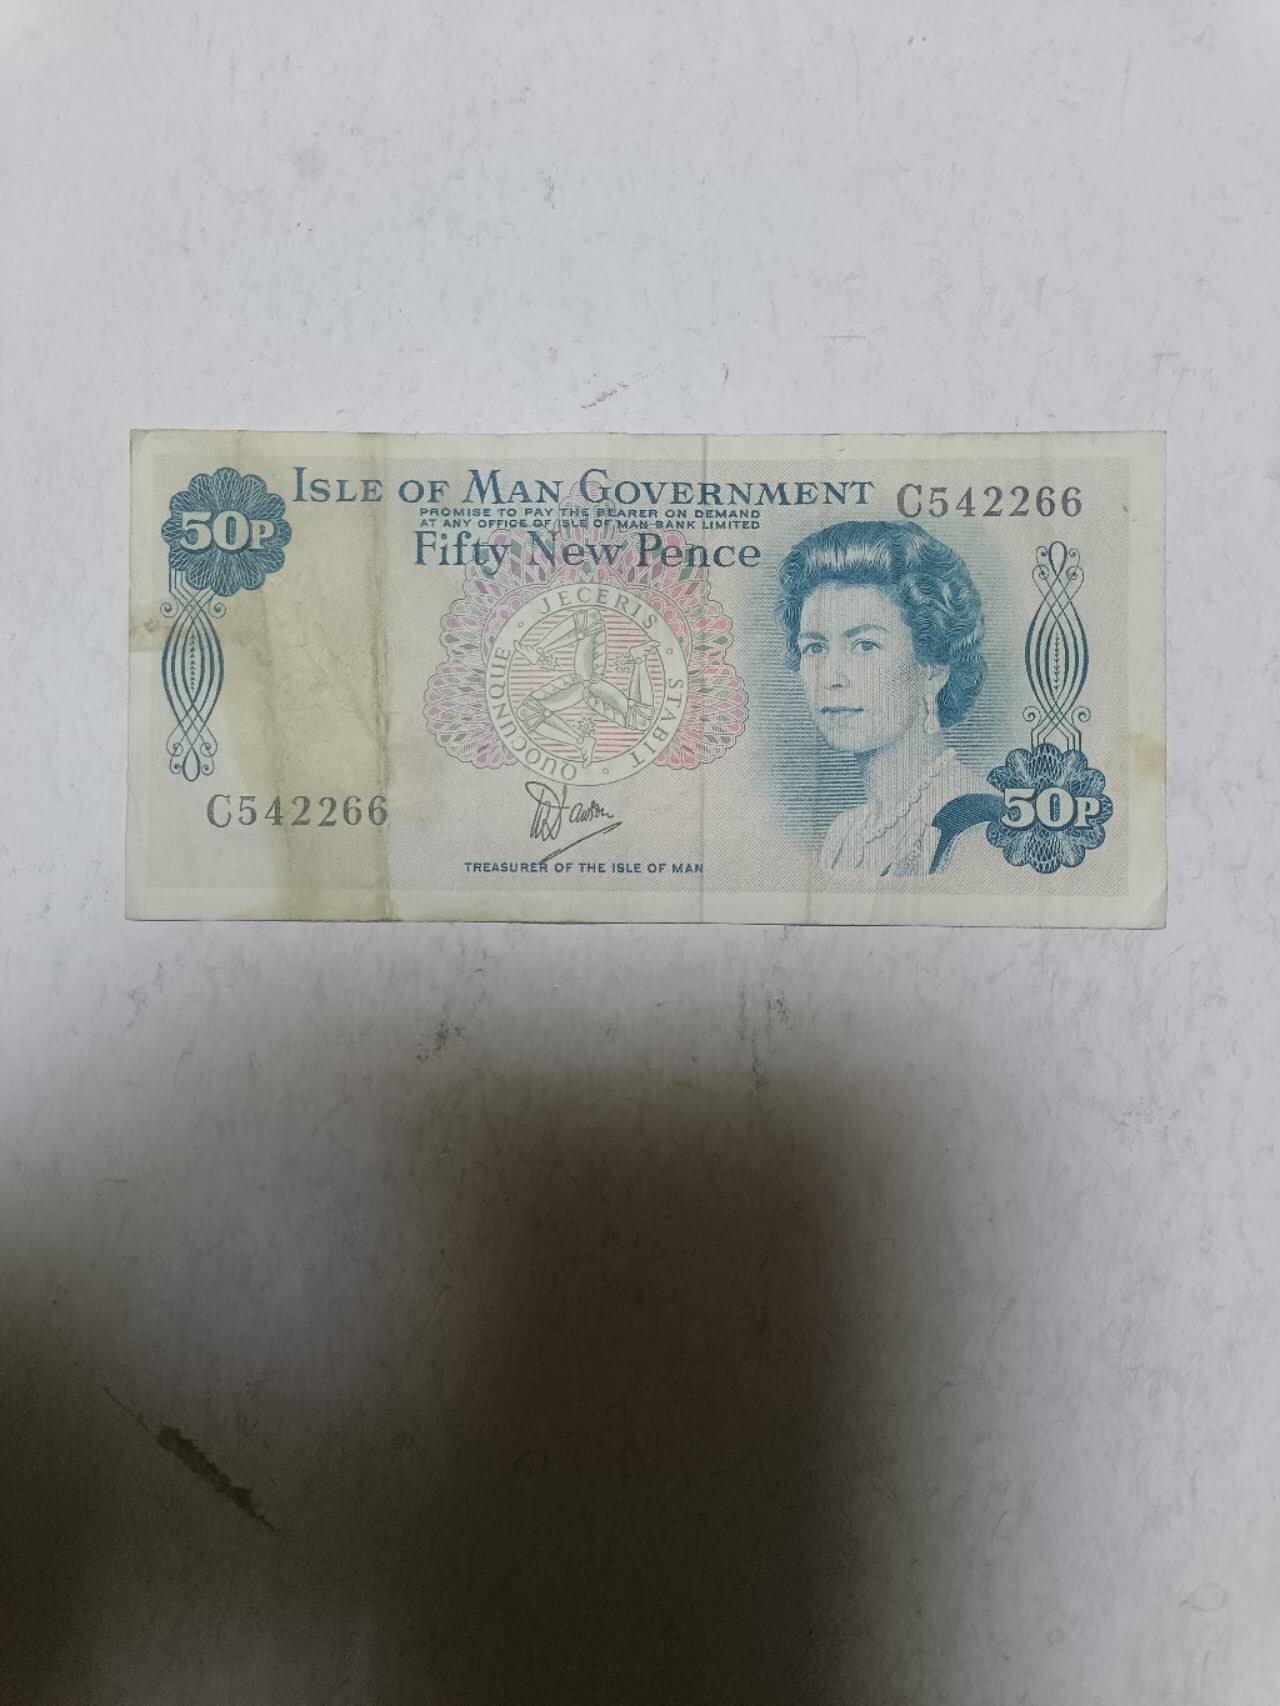 50P
ISLE OF MAN GOVERNMENT
C542266
PROMISE TO PAY THE BEARER ON DEMAND
AT ANY OFFICE OF ISLE OF MAN BANK LIMITED
Fifty New Pence
QUOCUNQUE · JECERIS · STABIT ·
C542266
50P
TREASURER OF THE ISLE OF MAN